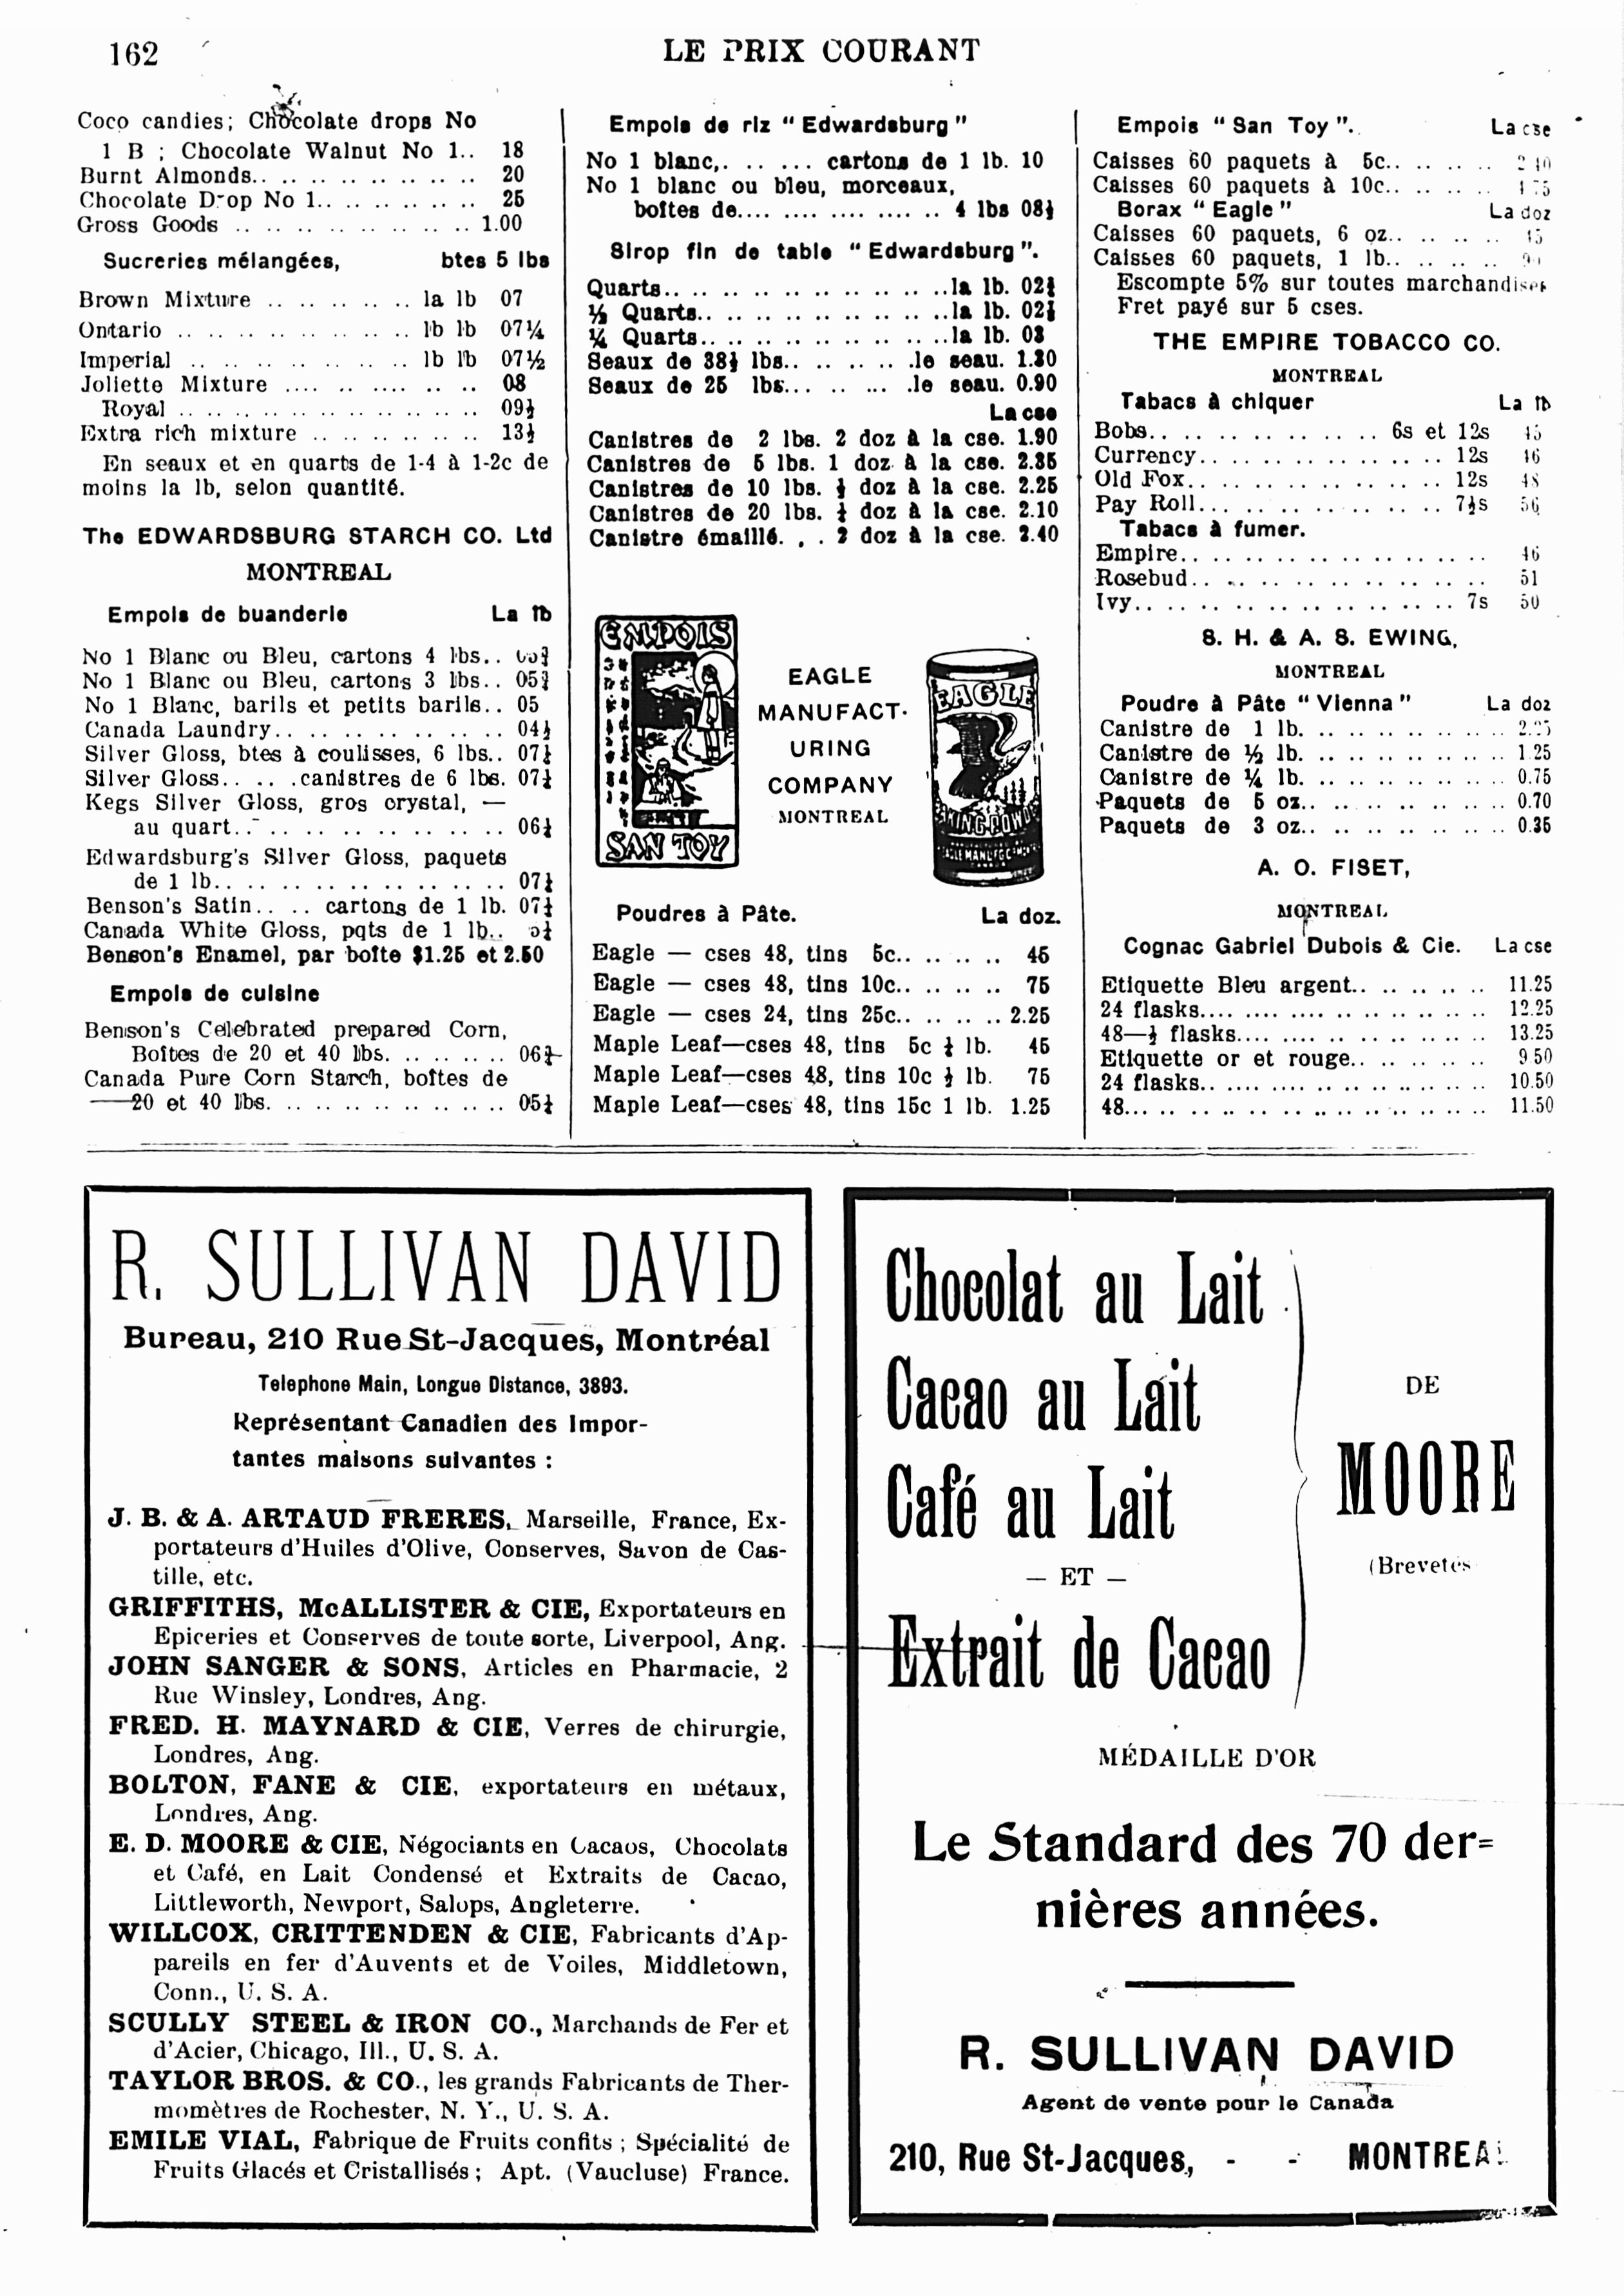 162
LE PRIX COURANT
Coco candies; Chocolate drops No
1 B ; Chocolate Walnut No 1.. 18
Burnt Almonds.. .. .. .. .. .. .. .. .. 20
Chocolate Drop No 1.. .. .. .. .. .. .. 25
Gross Goods .. .. .. .. .. .. .. .. .. 1.00
Sucreries mélangées, btes 5 lbs
Brown Mixture .. .. .. .. .. .. la lb 07
Ontario .. .. .. .. .. .. .. .. .. lb lb 07¼
Imperial .. .. .. .. .. .. .. .. lb lb 07½
Joliette Mixture .... .. .. .... .. .. 08
Royal .. .. .. .. .. .. .. .. .. .. .. 09½
Extra rich mixture .. .. .. .. .. .. 13½
En seaux et en quarts de 1-4 à 1-2c de
moins la lb, selon quantité.
The EDWARDSBURG STARCH CO. Ltd
MONTREAL
Empois de buanderie La lb
No 1 Blanc ou Bleu, cartons 4 lbs..
No 1 Blanc ou Bleu, cartons 3 lbs.. 05¾
No 1 Blanc, barils et petits barils.. 05
Canada Laundry.. .. .. .. .. .. .. .. 04½
Silver Gloss, btes à coulisses, 6 lbs.. 07½
Silver Gloss.. .. .canistres de 6 lbs. 07½
Kegs Silver Gloss, gros crystal, —
au quart.. .. .. .. .. .. .. .. .. .. 06½
Edwardsburg's Silver Gloss, paquets
de 1 lb.. .. .. .. .. .. .. .. .. .. 07½
Benson's Satin.. .. .. cartons de 1 lb. 07½
Canada White Gloss, pqts de 1 lb..
Benson's Enamel, par boîte $1.25 et 2.50
Empois de cuisine
Benson's Celebrated prepared Corn,
Boîtes de 20 et 40 lbs. .. .. .. .. 06¾
Canada Pure Corn Starch, boîtes de
20 et 40 lbs. .. .. .. .. .. .. .. .. 05½
Empois de riz " Edwardsburg "
No 1 blanc,. .. .. ... cartons de 1 lb. 10
No 1 blanc ou bleu, morceaux,
boîtes de.... .... .... .... .. 4 lbs 08½
Sirop fin de table " Edwardsburg ".
Quarts.. .. .. .. .. .. .. .. .. ..la lb. 02¾
½ Quarts.. .. .. .. .. .. .. .. ..la lb. 02¾
¼ Quarts.. .. .. .. .. .. .. .. ..la lb. 03
Seaux de 38½ lbs.. .. .. .. .le seau. 1.30
Seaux de 25 lbs... .. .. ... .le seau. 0.90
La cse
Canistres de 2 lbs. 2 doz à la cse. 1.90
Canistres de 5 lbs. 1 doz à la cse. 2.35
Canistres de 10 lbs. ½ doz à la cse. 2.25
Canistres de 20 lbs. ¼ doz à la cse. 2.10
Canistre émaillé. . . 2 doz à la cse. 2.40
EMPOIS
SAN TOY
EAGLE
MANUFACT-
URING
COMPANY
MONTREAL
EAGLE
BAKING POWDER
Poudres à Pâte. La doz.
Eagle — cses 48, tins 5c.. .. .. .. 45
Eagle — cses 48, tins 10c.. .. .. .. 75
Eagle — cses 24, tins 25c.. .. .. .. 2.25
Maple Leaf—cses 48, tins 5c ¼ lb. 45
Maple Leaf—cses 48, tins 10c ½ lb. 75
Maple Leaf—cses 48, tins 15c 1 lb. 1.25
Empois " San Toy ". La cse
Caisses 60 paquets à 5c.. .. .. .. 2 40
Caisses 60 paquets à 10c.. .. .. .. 4 75
Borax " Eagle " La doz
Caisses 60 paquets, 6 oz.. .. .. .. 45
Caisses 60 paquets, 1 lb.. .. .. ..
Escompte 5% sur toutes marchandises
Fret payé sur 5 cses.
THE EMPIRE TOBACCO CO.
MONTREAL
Tabacs à chiquer La lb
Bobs.. .. .. .. .. .. .. .. 6s et 12s 45
Currency.. .. .. .. .. .. .. .. .. 12s 46
Old Fox.. .. .. .. .. .. .. .. .. 12s 48
Pay Roll... .. .. .. .. .. .. .. .. 7½s 56
Tabacs à fumer.
Empire.. .. .. .. .. .. .. .. .. .. .. 46
Rosebud.. .. .. .. .. .. .. .. .. .. 51
Ivy.. .. .. .. .. .. .. .. .. .. .. 7s 50
S. H. & A. S. EWING,
MONTREAL
Poudre à Pâte " Vienna " La doz
Canistre de 1 lb. .. .. .. .. .. .. .. 2.25
Canistre de ½ lb. .. .. .. .. .. .. .. 1.25
Canistre de ¼ lb. .. .. .. .. .. .. .. 0.75
Paquets de 5 oz.. .. .. .. .. .. .. 0.70
Paquets de 3 oz.. .. .. .. .. .. .. 0.35
A. O. FISET,
MONTREAL
Cognac Gabriel Dubois & Cie. La cse
Etiquette Bleu argent.. .. .. .. .. 11.25
24 flasks.... .... .... .. .. .. .. .. 12.25
48—½ flasks.... .. .. .. .. .. .. .. 13.25
Etiquette or et rouge.. .. .. .. .. 9 50
24 flasks.. .... .... .. .. .. .. .. .. 10.50
48... .. .. .. .. .. .. .. .. .. .. .. 11.50
R. SULLIVAN DAVID
Bureau, 210 Rue St-Jacques, Montréal
Telephone Main, Longue Distance, 3893.
Représentant Canadien des Impor-
tantes maisons suivantes :
J. B. & A. ARTAUD FRERES, Marseille, France, Ex-
portateurs d'Huiles d'Olive, Conserves, Savon de Cas-
tille, etc.
GRIFFITHS, McALLISTER & CIE, Exportateurs en
Epiceries et Conserves de toute sorte, Liverpool, Ang.
JOHN SANGER & SONS, Articles en Pharmacie, 2
Rue Winsley, Londres, Ang.
FRED. H. MAYNARD & CIE, Verres de chirurgie,
Londres, Ang.
BOLTON, FANE & CIE, exportateurs en métaux,
Londres, Ang.
E. D. MOORE & CIE, Négociants en Cacaos, Chocolats
et Café, en Lait Condensé et Extraits de Cacao,
Littleworth, Newport, Salops, Angleterre.
WILLCOX, CRITTENDEN & CIE, Fabricants d'Ap-
pareils en fer d'Auvents et de Voiles, Middletown,
Conn., U. S. A.
SCULLY STEEL & IRON CO., Marchands de Fer et
d'Acier, Chicago, Ill., U. S. A.
TAYLOR BROS. & CO., les grands Fabricants de Ther-
momètres de Rochester, N. Y., U. S. A.
EMILE VIAL, Fabrique de Fruits confits ; Spécialité de
Fruits Glacés et Cristallisés ; Apt. (Vaucluse) France.
Chocolat au Lait
Cacao au Lait
Café au Lait
— ET —
Extrait de Cacao
DE
MOORE
(Brevetés
MÉDAILLE D'OR
Le Standard des 70 der=
nières années.
R. SULLIVAN DAVID
Agent de vente pour le Canada
210, Rue St-Jacques, - - MONTREAL